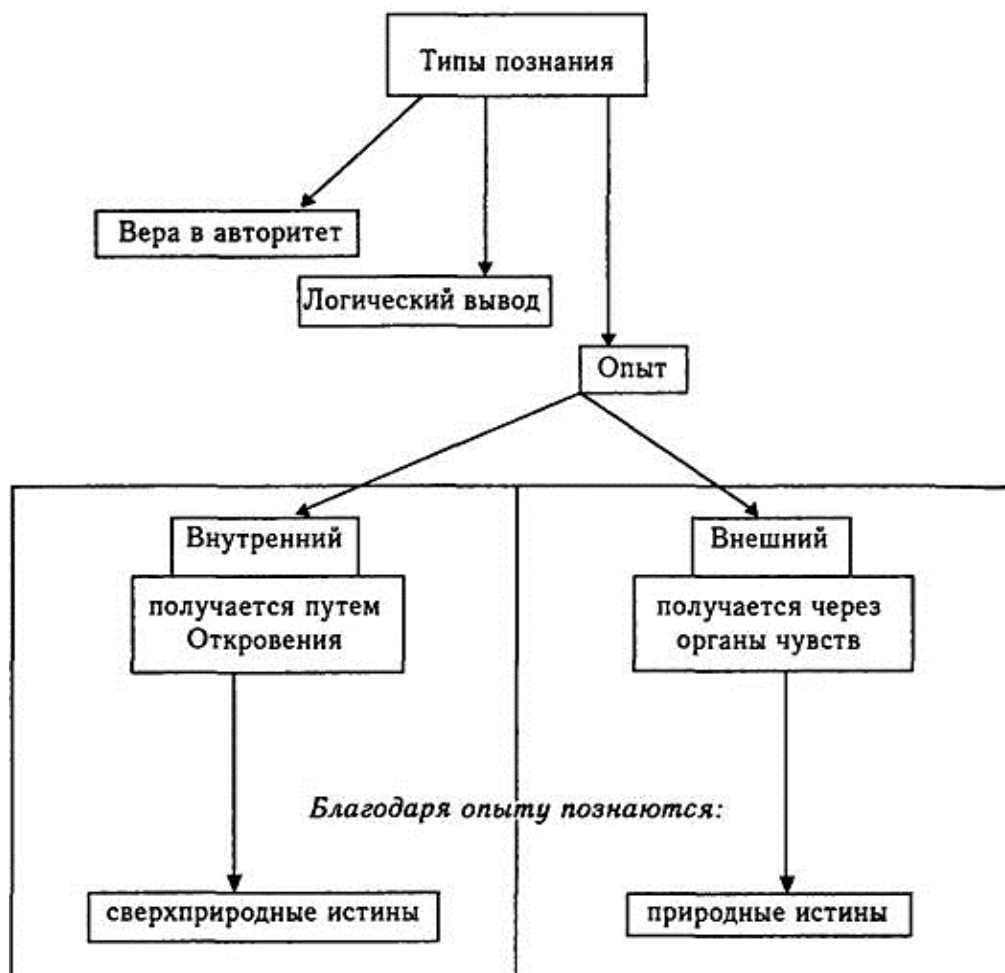 Типы познания
Вера в авторитет
Логический вывод
Опыт
Внутренний
Внешний
получается путем
Откровения
получается через
органы чувств
Благодаря опыту познаются:
сверхприродные истины
природные истины